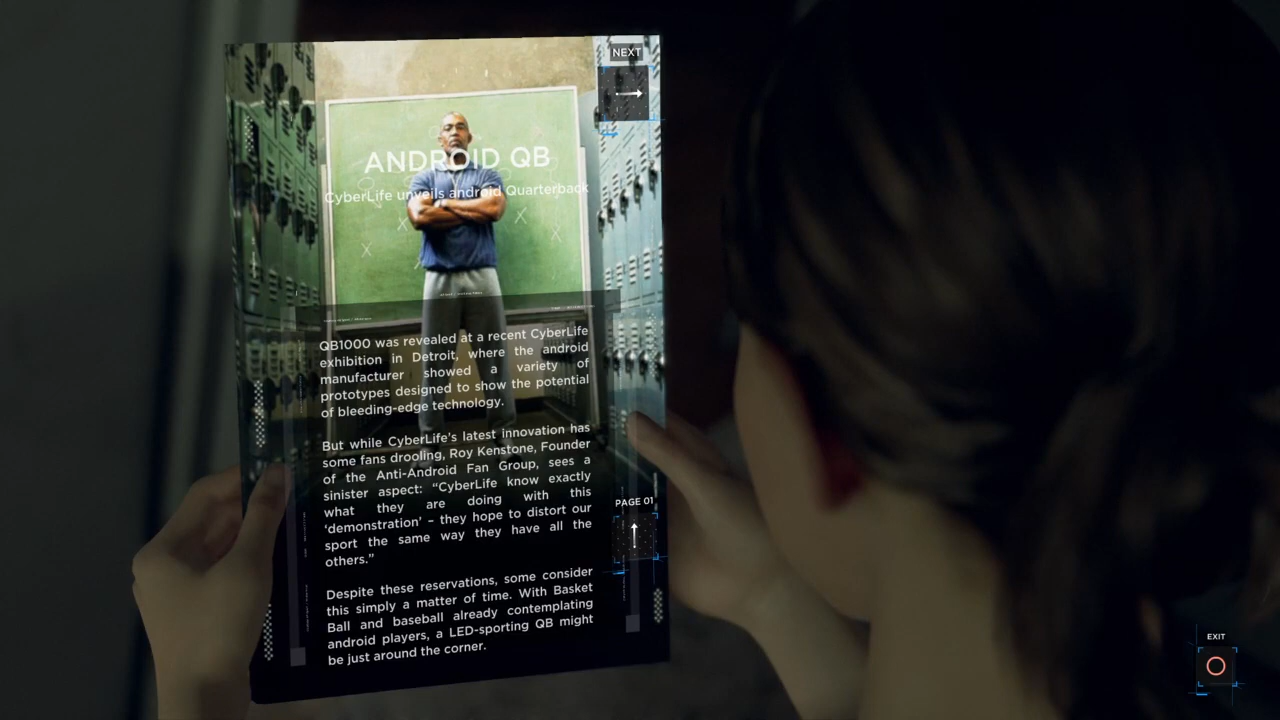 NEXT
ANDROID QB
CyberLife unveils android Quarterback
QB1000 was revealed at a recent CyberLife
exhibition in Detroit, where the android
manufacturer showed a variety of
prototypes designed to show the potential
of bleeding-edge technology.
But while CyberLife's latest innovation has
some fans drooling, Roy Kenstone, Founder
of the Anti-Android Fan Group, sees a
sinister aspect: “CyberLife know exactly
what they are doing with this
‘demonstration’ – they hope to distort our
sport the same way they have all the
others.”
Despite these reservations, some consider
this simply a matter of time. With Basket
Ball and baseball already contemplating
android players, a LED-sporting QB might
be just around the corner.
PAGE 01
EXIT